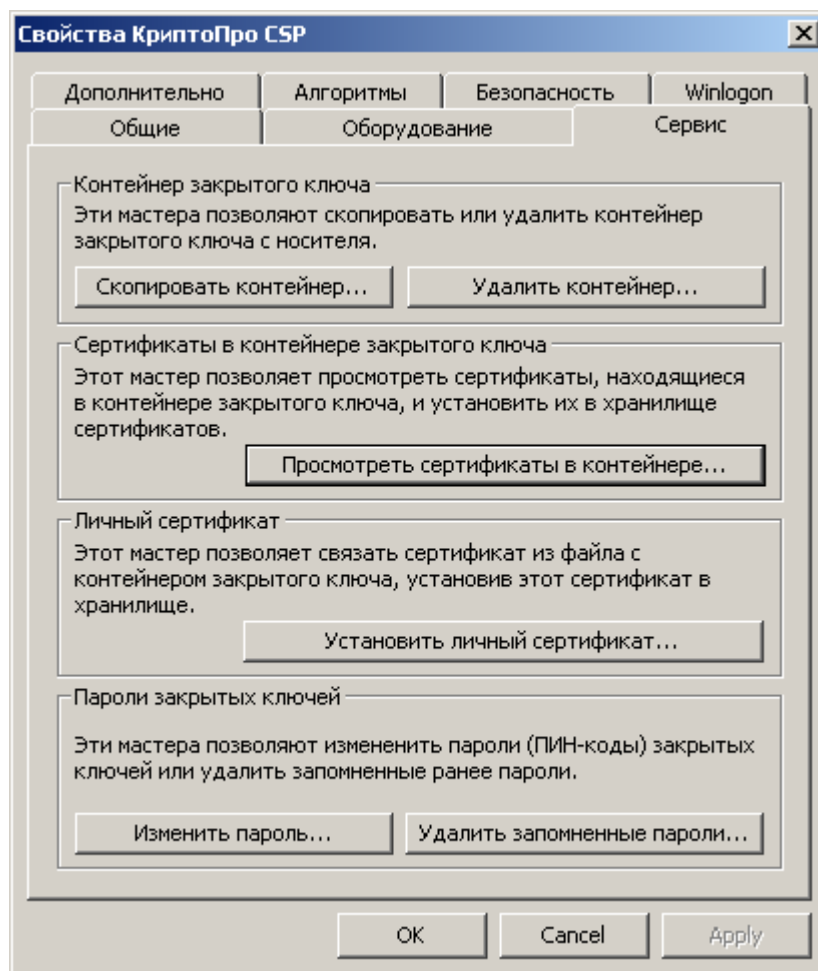 Свойства КриптоПро CSP
Дополнительно
Алгоритмы
Безопасность
Winlogon
Общие
Оборудование
Сервис
Контейнер закрытого ключа
Эти мастера позволяют скопировать или удалить контейнер
закрытого ключа с носителя.
Скопировать контейнер...
Удалить контейнер...
Сертификаты в контейнере закрытого ключа
Этот мастер позволяет просмотреть сертификаты, находящиеся
в контейнере закрытого ключа, и установить их в хранилище
сертификатов.
Просмотреть сертификаты в контейнере...
Личный сертификат
Этот мастер позволяет связать сертификат из файла с
контейнером закрытого ключа, установив этот сертификат в
хранилище.
Установить личный сертификат...
Пароли закрытых ключей
Эти мастера позволяют измененить пароли (ПИН-коды) закрытых
ключей или удалить запомненные ранее пароли.
Изменить пароль...
Удалить запомненные пароли...
OK
Cancel
Apply